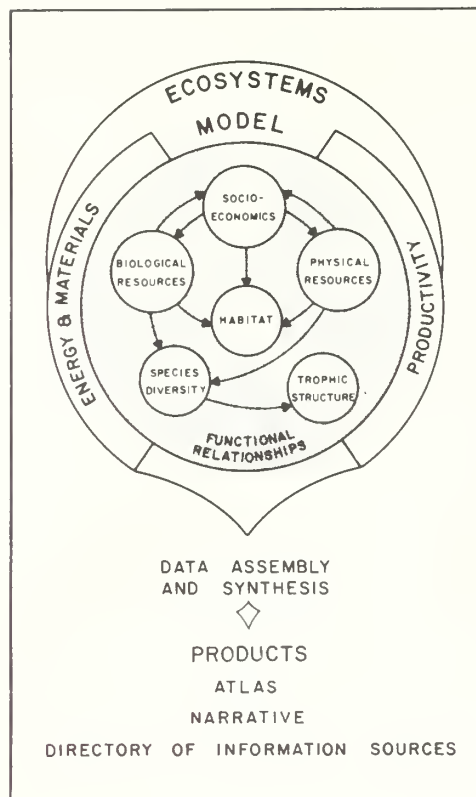 ECOSYSTEMS
MODEL
ENERGY & MATERIALS
PRODUCTIVITY
SOCIO-
ECONOMICS
BIOLOGICAL
RESOURCES
PHYSICAL
RESOURCES
HABITAT
SPECIES
DIVERSITY
TROPHIC
STRUCTURE
FUNCTIONAL
RELATIONSHIPS
DATA ASSEMBLY
AND SYNTHESIS
PRODUCTS
ATLAS
NARRATIVE
DIRECTORY OF INFORMATION SOURCES